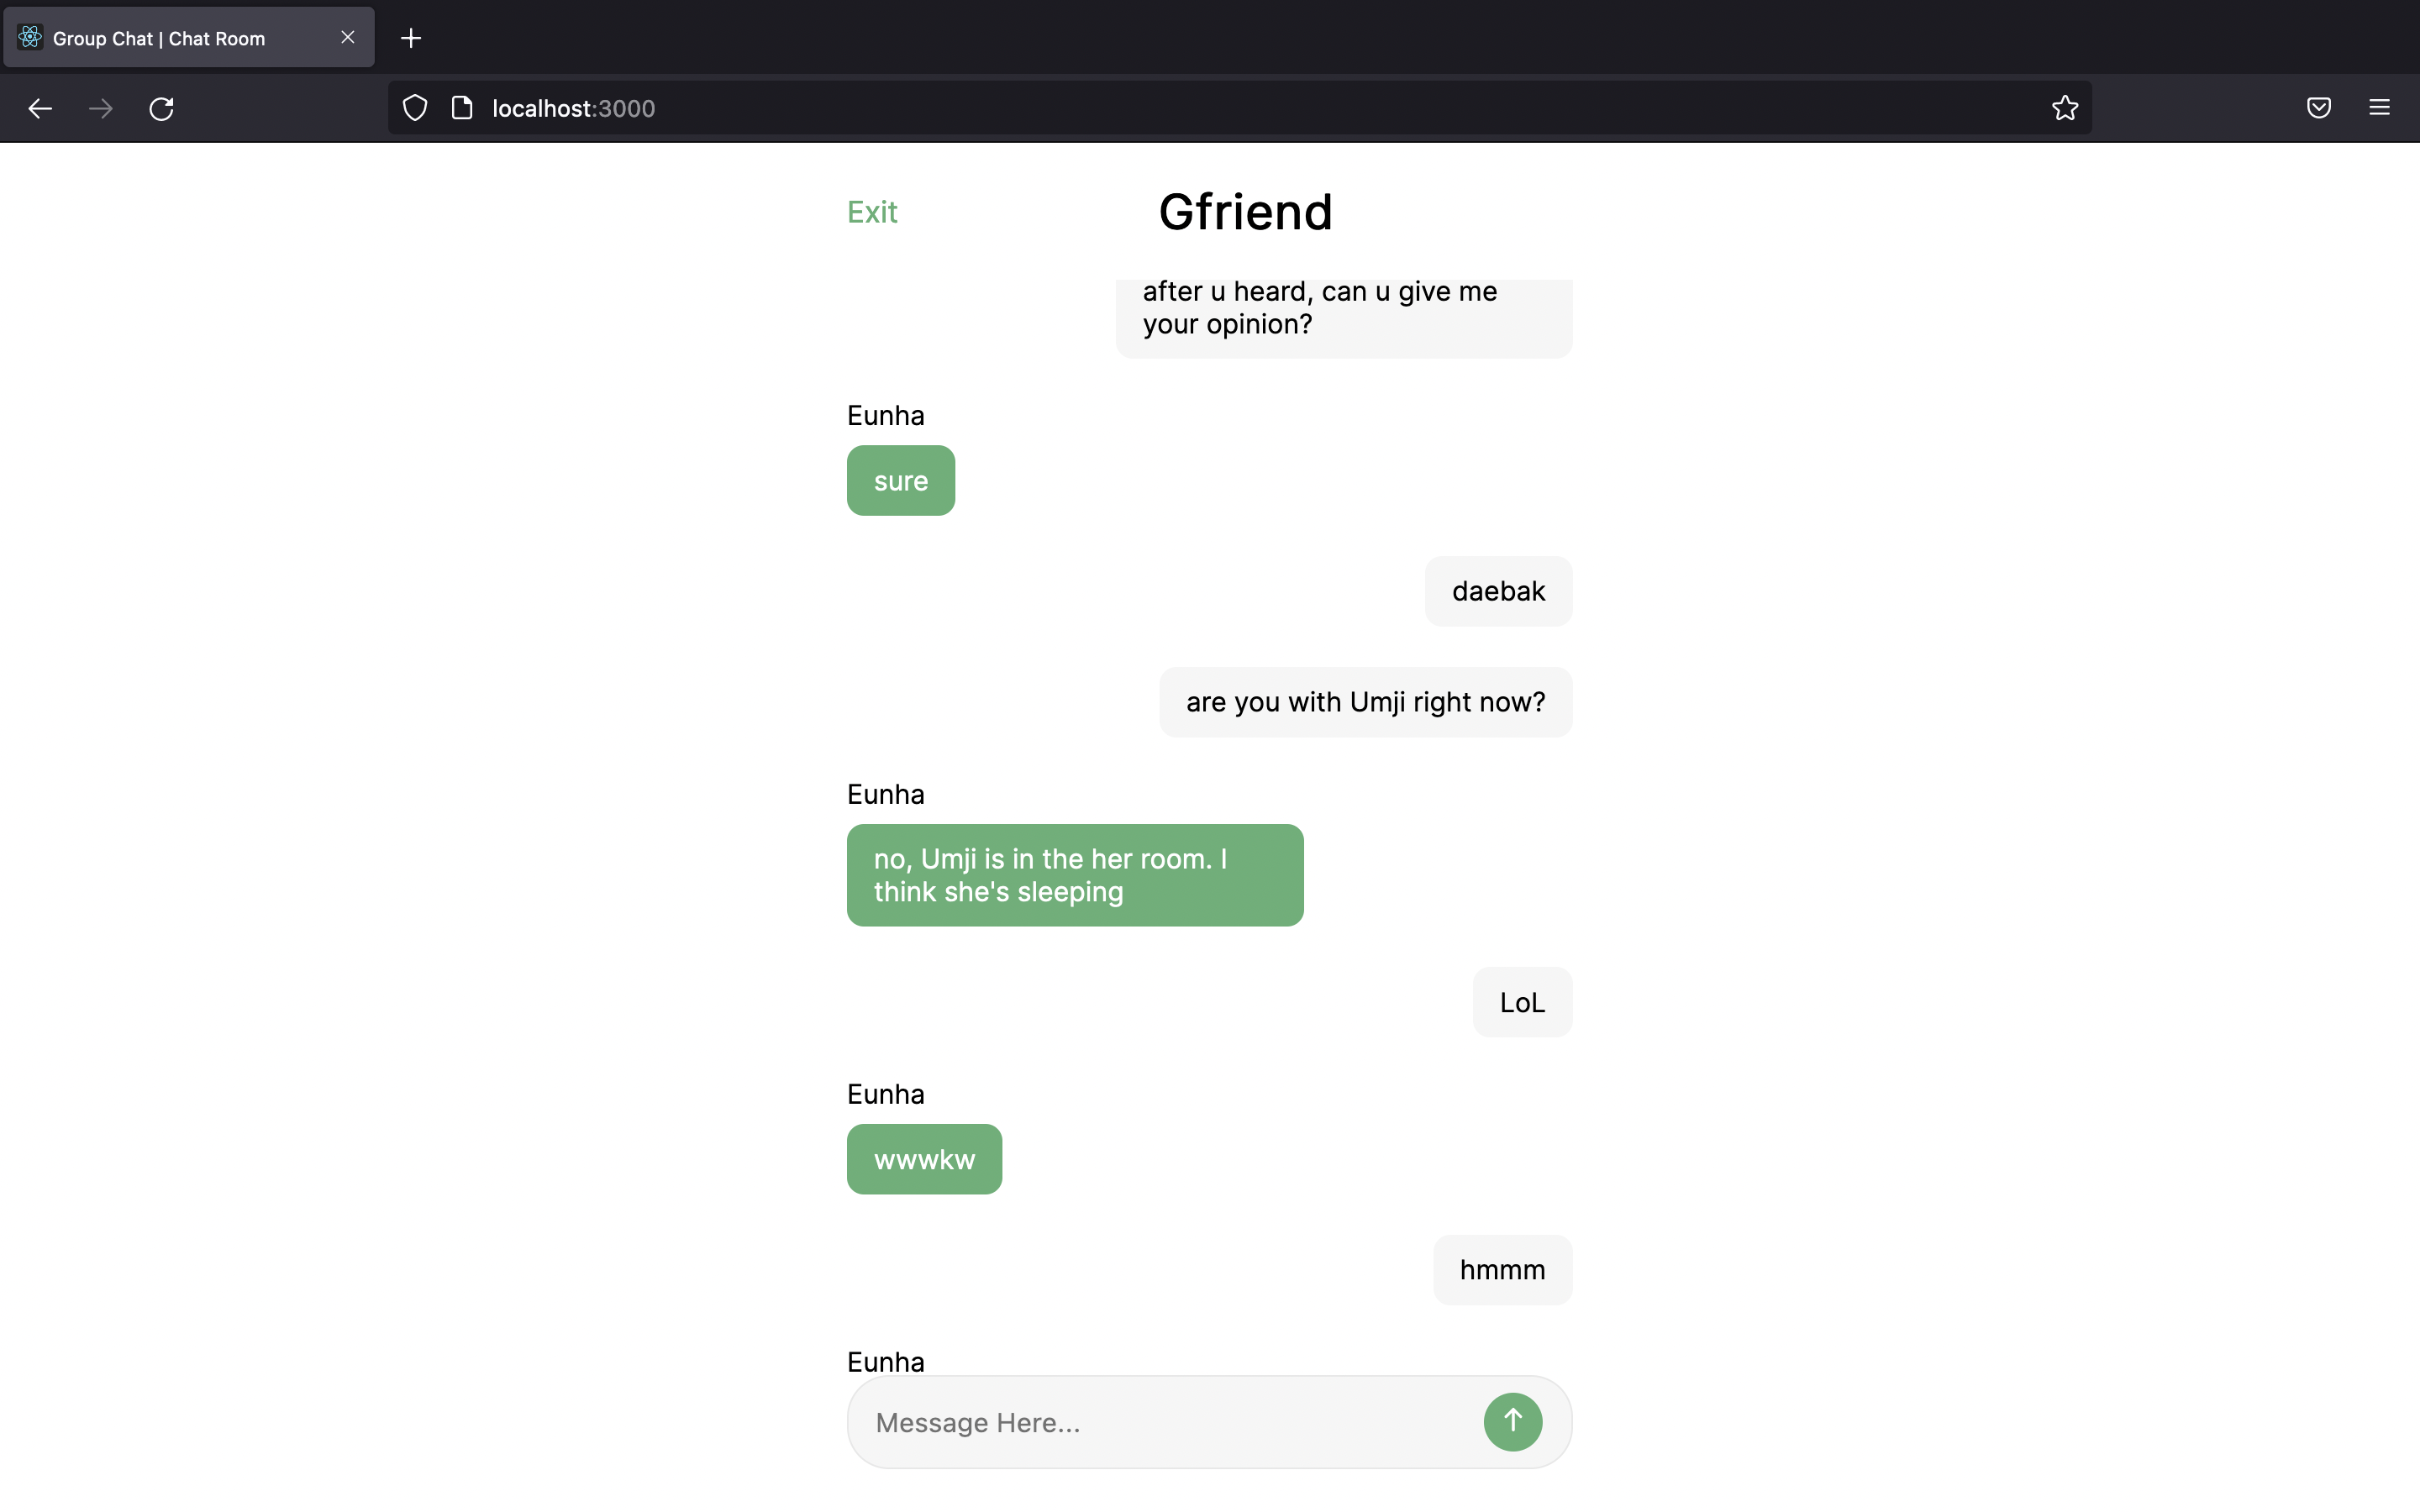 Group Chat | Chat Room
localhost:3000
Exit
Gfriend
after u heard, can u give me
your opinion?
Eunha
sure
daebak
are you with Umji right now?
Eunha
no, Umji is in the her room. I
think she's sleeping
LoL
Eunha
wwwkw
hmmm
Eunha
Message Here...